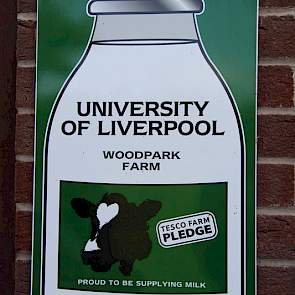 UNIVERSITY
OF LIVERPOOL
WOODPARK
FARM
TESCO FARM
PLEDGE
PROUD TO BE SUPPLYING MILK